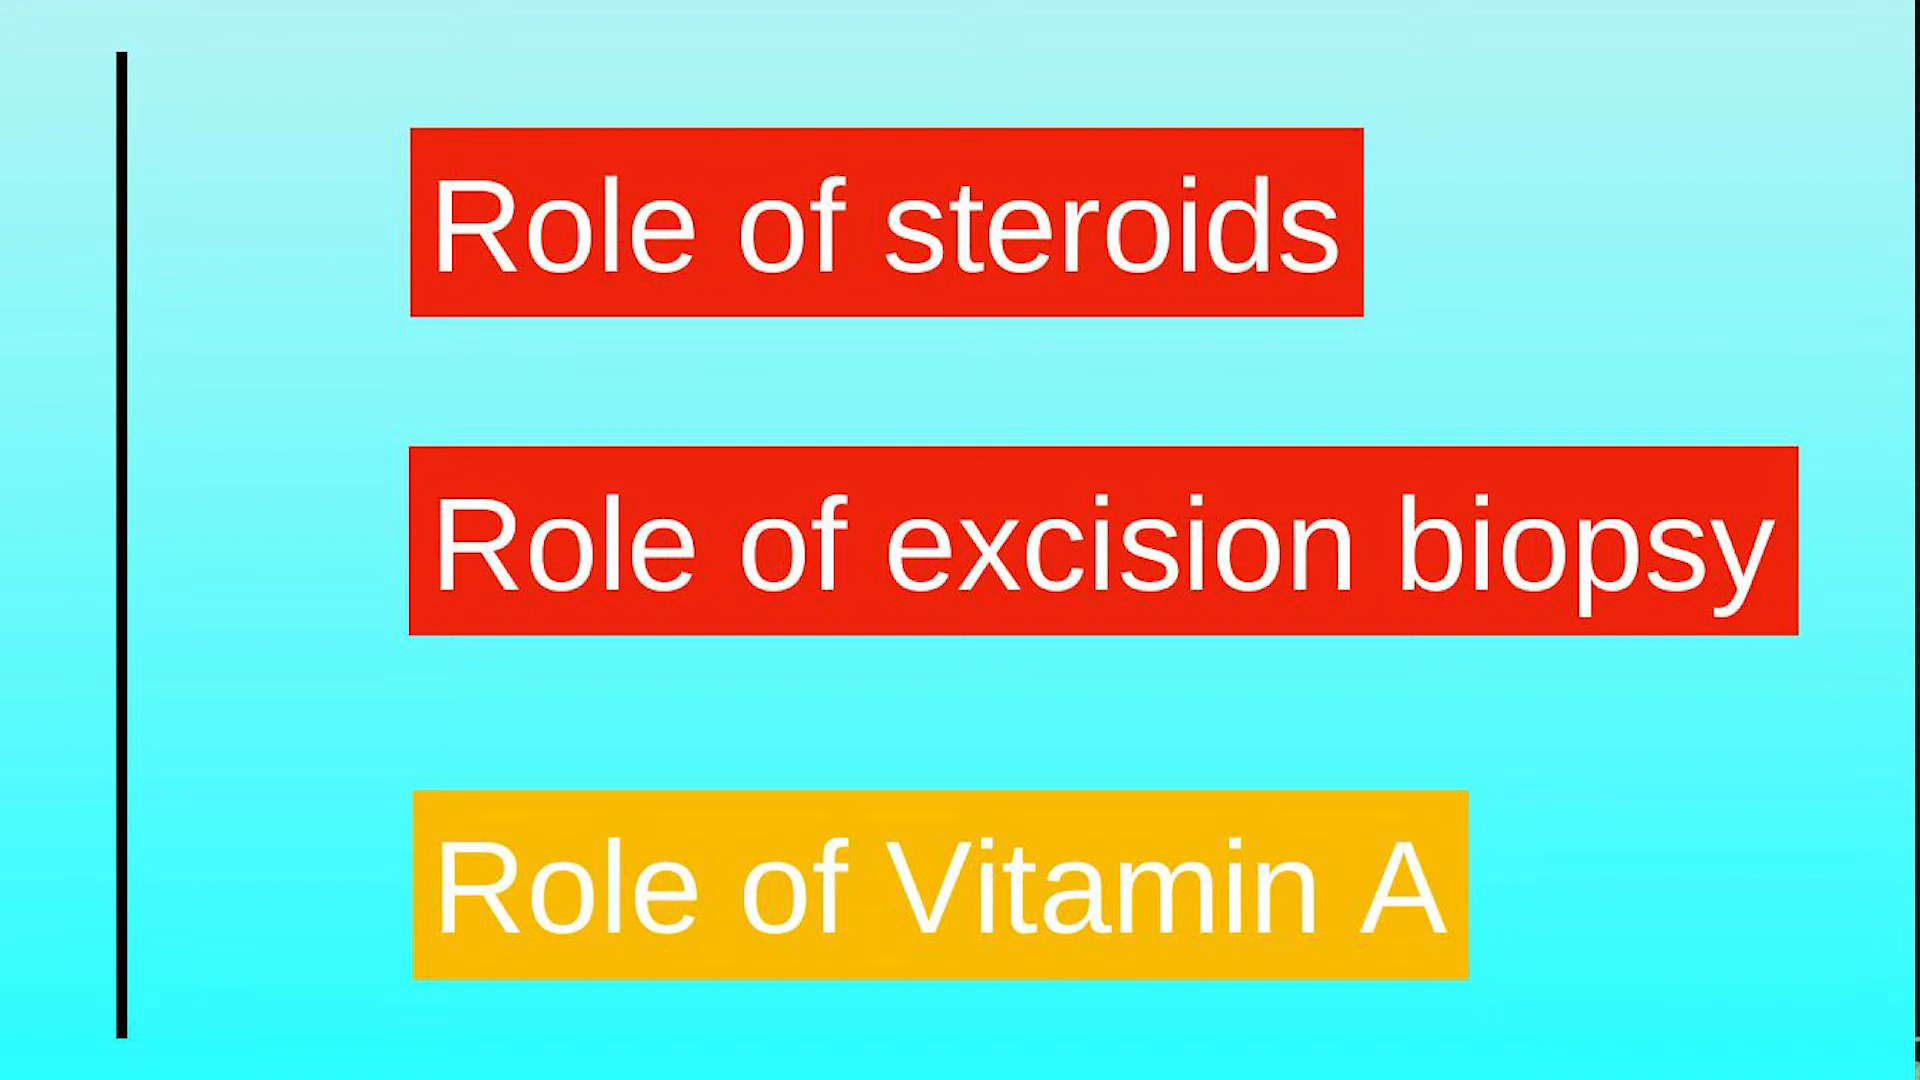 Role of steroids
Role of excision biopsy
Role of Vitamin A